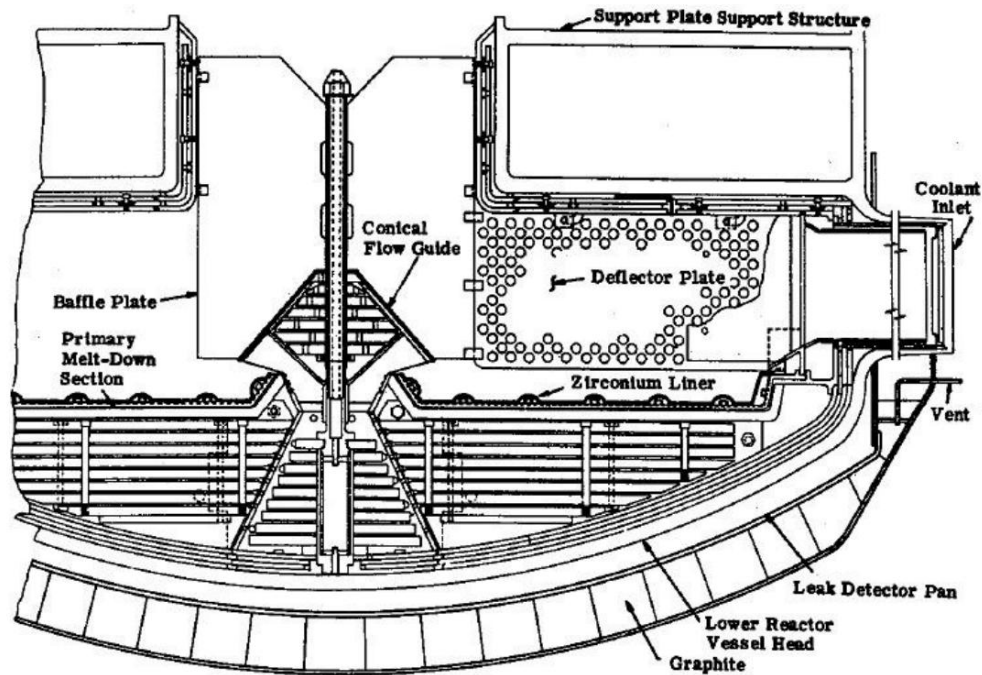 Support Plate Support Structure
Coolant
Inlet
Conical
Flow Guide
Deflector Plate
Baffle Plate
Primary
Melt-Down
Section
Zirconium Liner
Vent
Leak Detector Pan
Lower Reactor
Vessel Head
Graphite